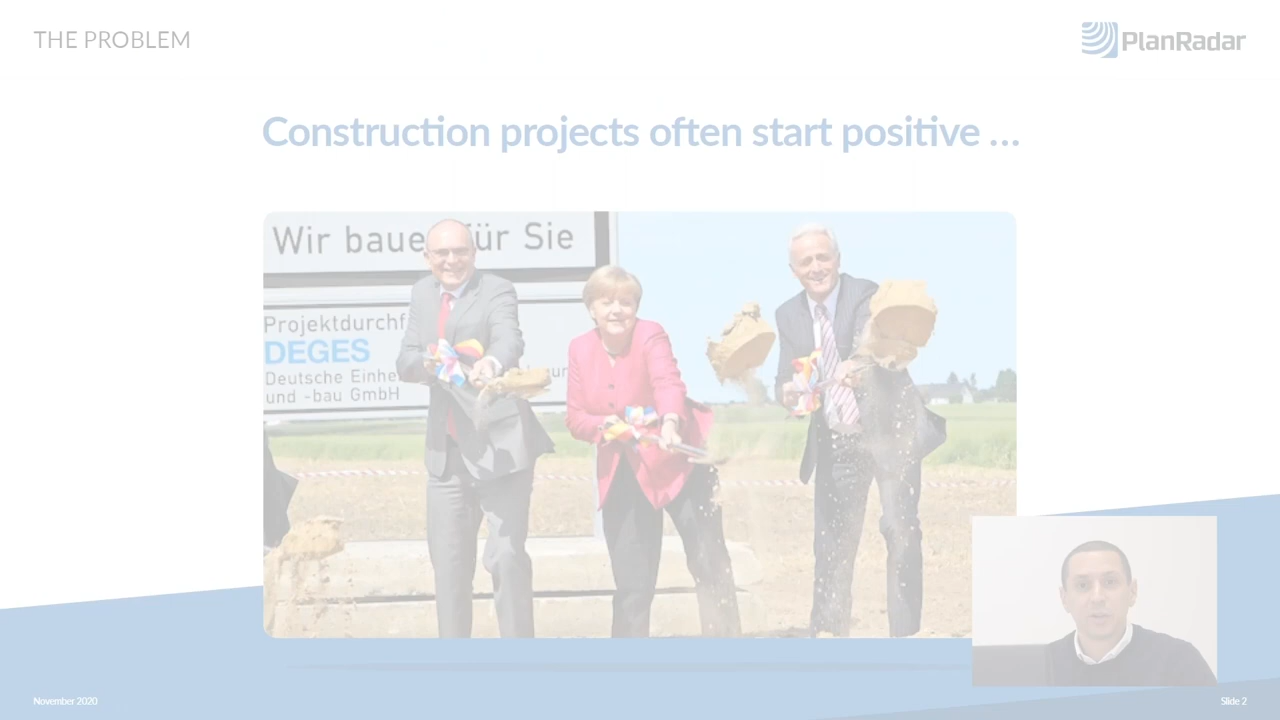 THE PROBLEM
PlanRadar
Construction projects often start positive ...
Wir baue für Sie
Projektdurchf
DEGES
Deutsche Einhe
und -bau GmbH
November 2020
Slide 2